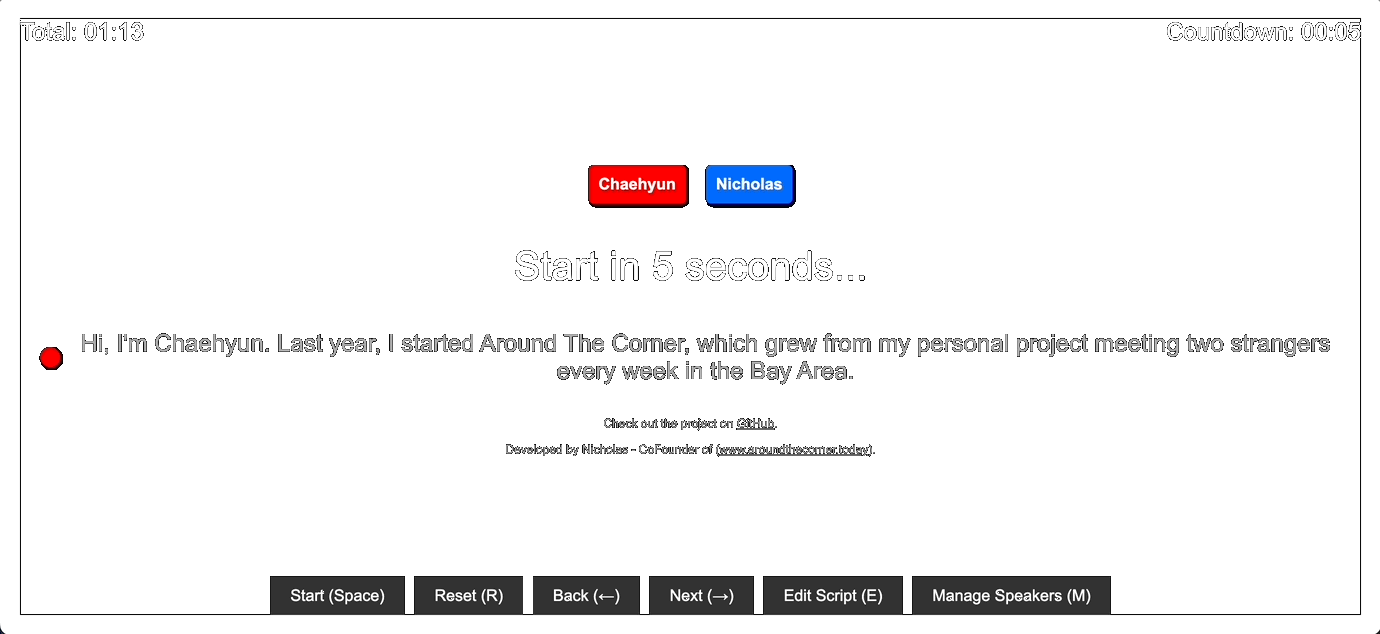 Total: 01:13
Countdown: 00:05
Chaehyun
Nicholas
Start in 5 seconds...
Hi, I'm Chaehyun. Last year, I started Around The Corner, which grew from my personal project meeting two strangers
every week in the Bay Area.
Check out the project on GitHub.
Developed by Nicholas - CoFounder of (www.aroundthecorner.today).
Start (Space)
Reset (R)
Back (←)
Next (→)
Edit Script (E)
Manage Speakers (M)